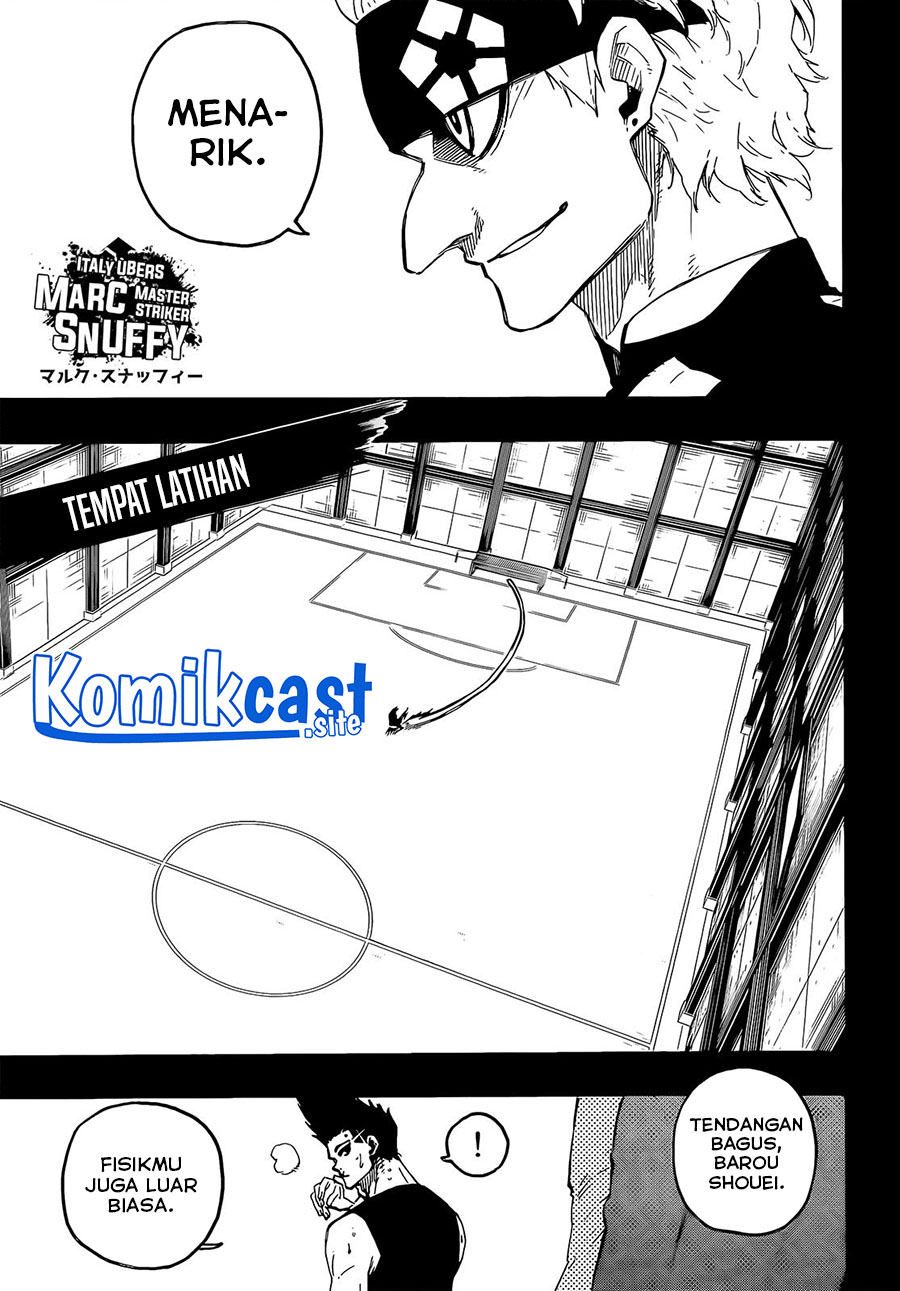 MENA-
RIK.
ITALY UBERS
MARC MASTER
STRIKER
SNUFFY
マルク・スナッフィー
TEMPAT LATIHAN
Komikcast
.site
TENDANGAN
BAGUS,
BAROU
SHOUEI.
!
FISIKMU
JUGA LUAR
BIASA.